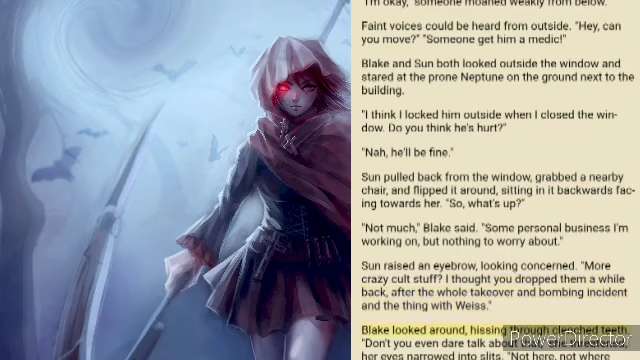 "I'm okay," someone moaned weakly from below.
Faint voices could be heard from outside. "Hey, can
you move?" "Someone get him a medic!"
Blake and Sun both looked outside the window and
stared at the prone Neptune on the ground next to the
building.
"I think I locked him outside when I closed the win-
dow. Do you think he's hurt?"
"Nah, he'll be fine."
Sun pulled back from the window, grabbed a nearby
chair, and flipped it around, sitting in it backwards fac-
ing towards her. "So, what's up?"
"Not much," Blake said. "Some personal business I'm
working on, but nothing to worry about."
Sun raised an eyebrow, looking concerned. "More
crazy cult stuff? I thought you dropped them a while
back, after the whole takeover and bombing incident
and the thing with Weiss."
Blake looked around, hissing through clenched teeth.
"Don't you even dare talk about
her eyes narrowed into slits. "Not here, not where
PowerDirector